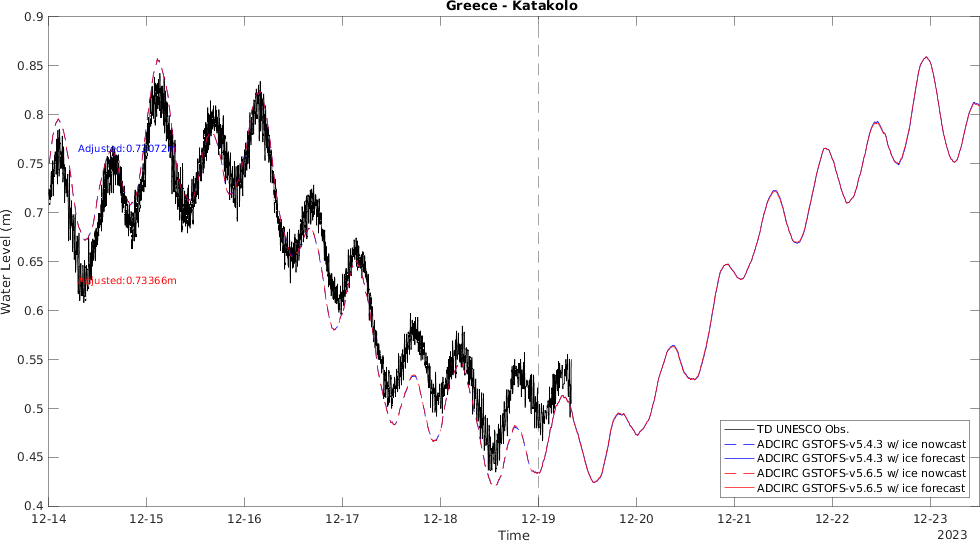 Greece - Katakolo
0.9
0.85
0.8
0.75
0.7
0.65
0.6
0.55
0.5
0.45
0.4
Water Level (m)
Adjusted:0.73072m
Adjusted:0.73366m
TD UNESCO Obs.
ADCIRC GSTOFS-v5.4.3 w/ ice nowcast
ADCIRC GSTOFS-v5.4.3 w/ ice forecast
ADCIRC GSTOFS-v5.6.5 w/ ice nowcast
ADCIRC GSTOFS-v5.6.5 w/ ice forecast
12-14 12-15 12-16 12-17 12-18 12-19 12-20 12-21 12-22 12-23
Time
2023